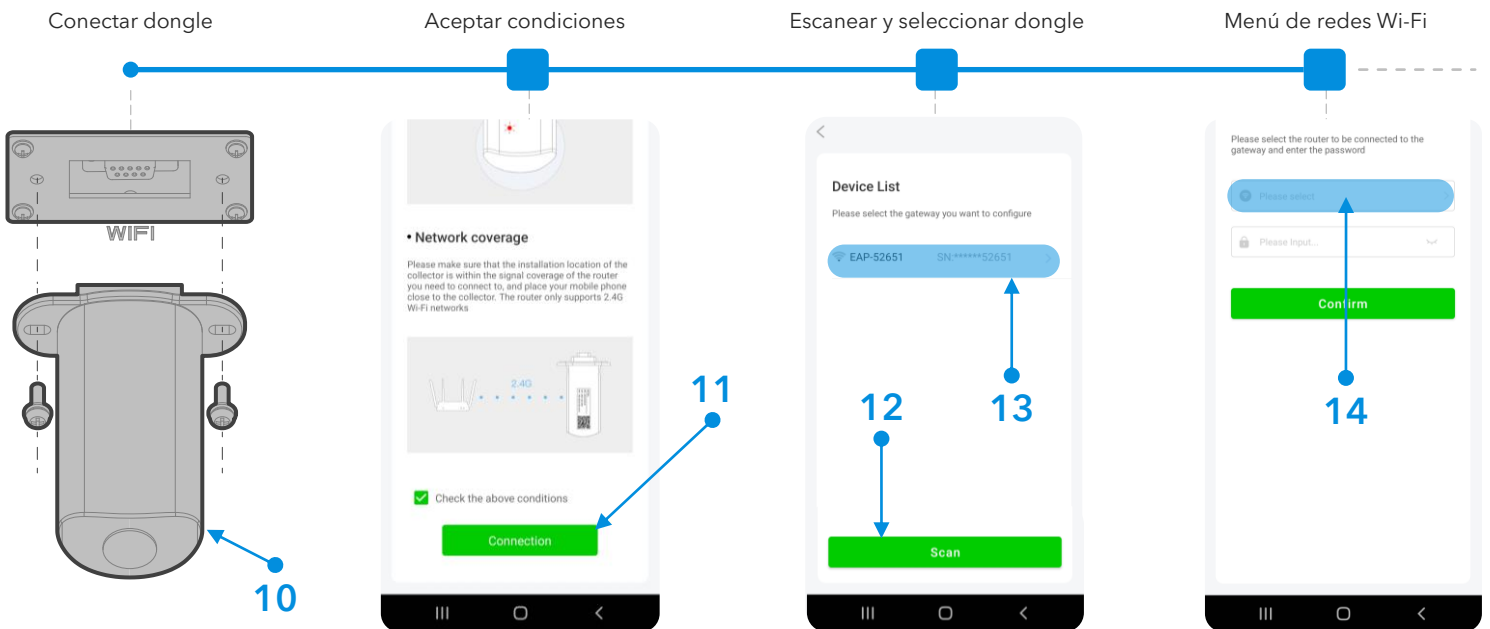 Conectar dongle
Aceptar condiciones
Escanear y seleccionar dongle
Menú de redes Wi-Fi
WIFI
10
• Network coverage
Please make sure that the installation location of the
collector is within the signal coverage of the router
you need to connect to, and place your mobile phone
close to the collector. The router only supports 2.4G
Wi-Fi networks
2.4G
Check the above conditions
Connection
11
Device List
Please select the gateway you want to configure
EAP-52651 SN:******52651
13
12
Scan
Please select the router to be connected to the
gateway and enter the password
Please select
Please Input...
Confirm
14